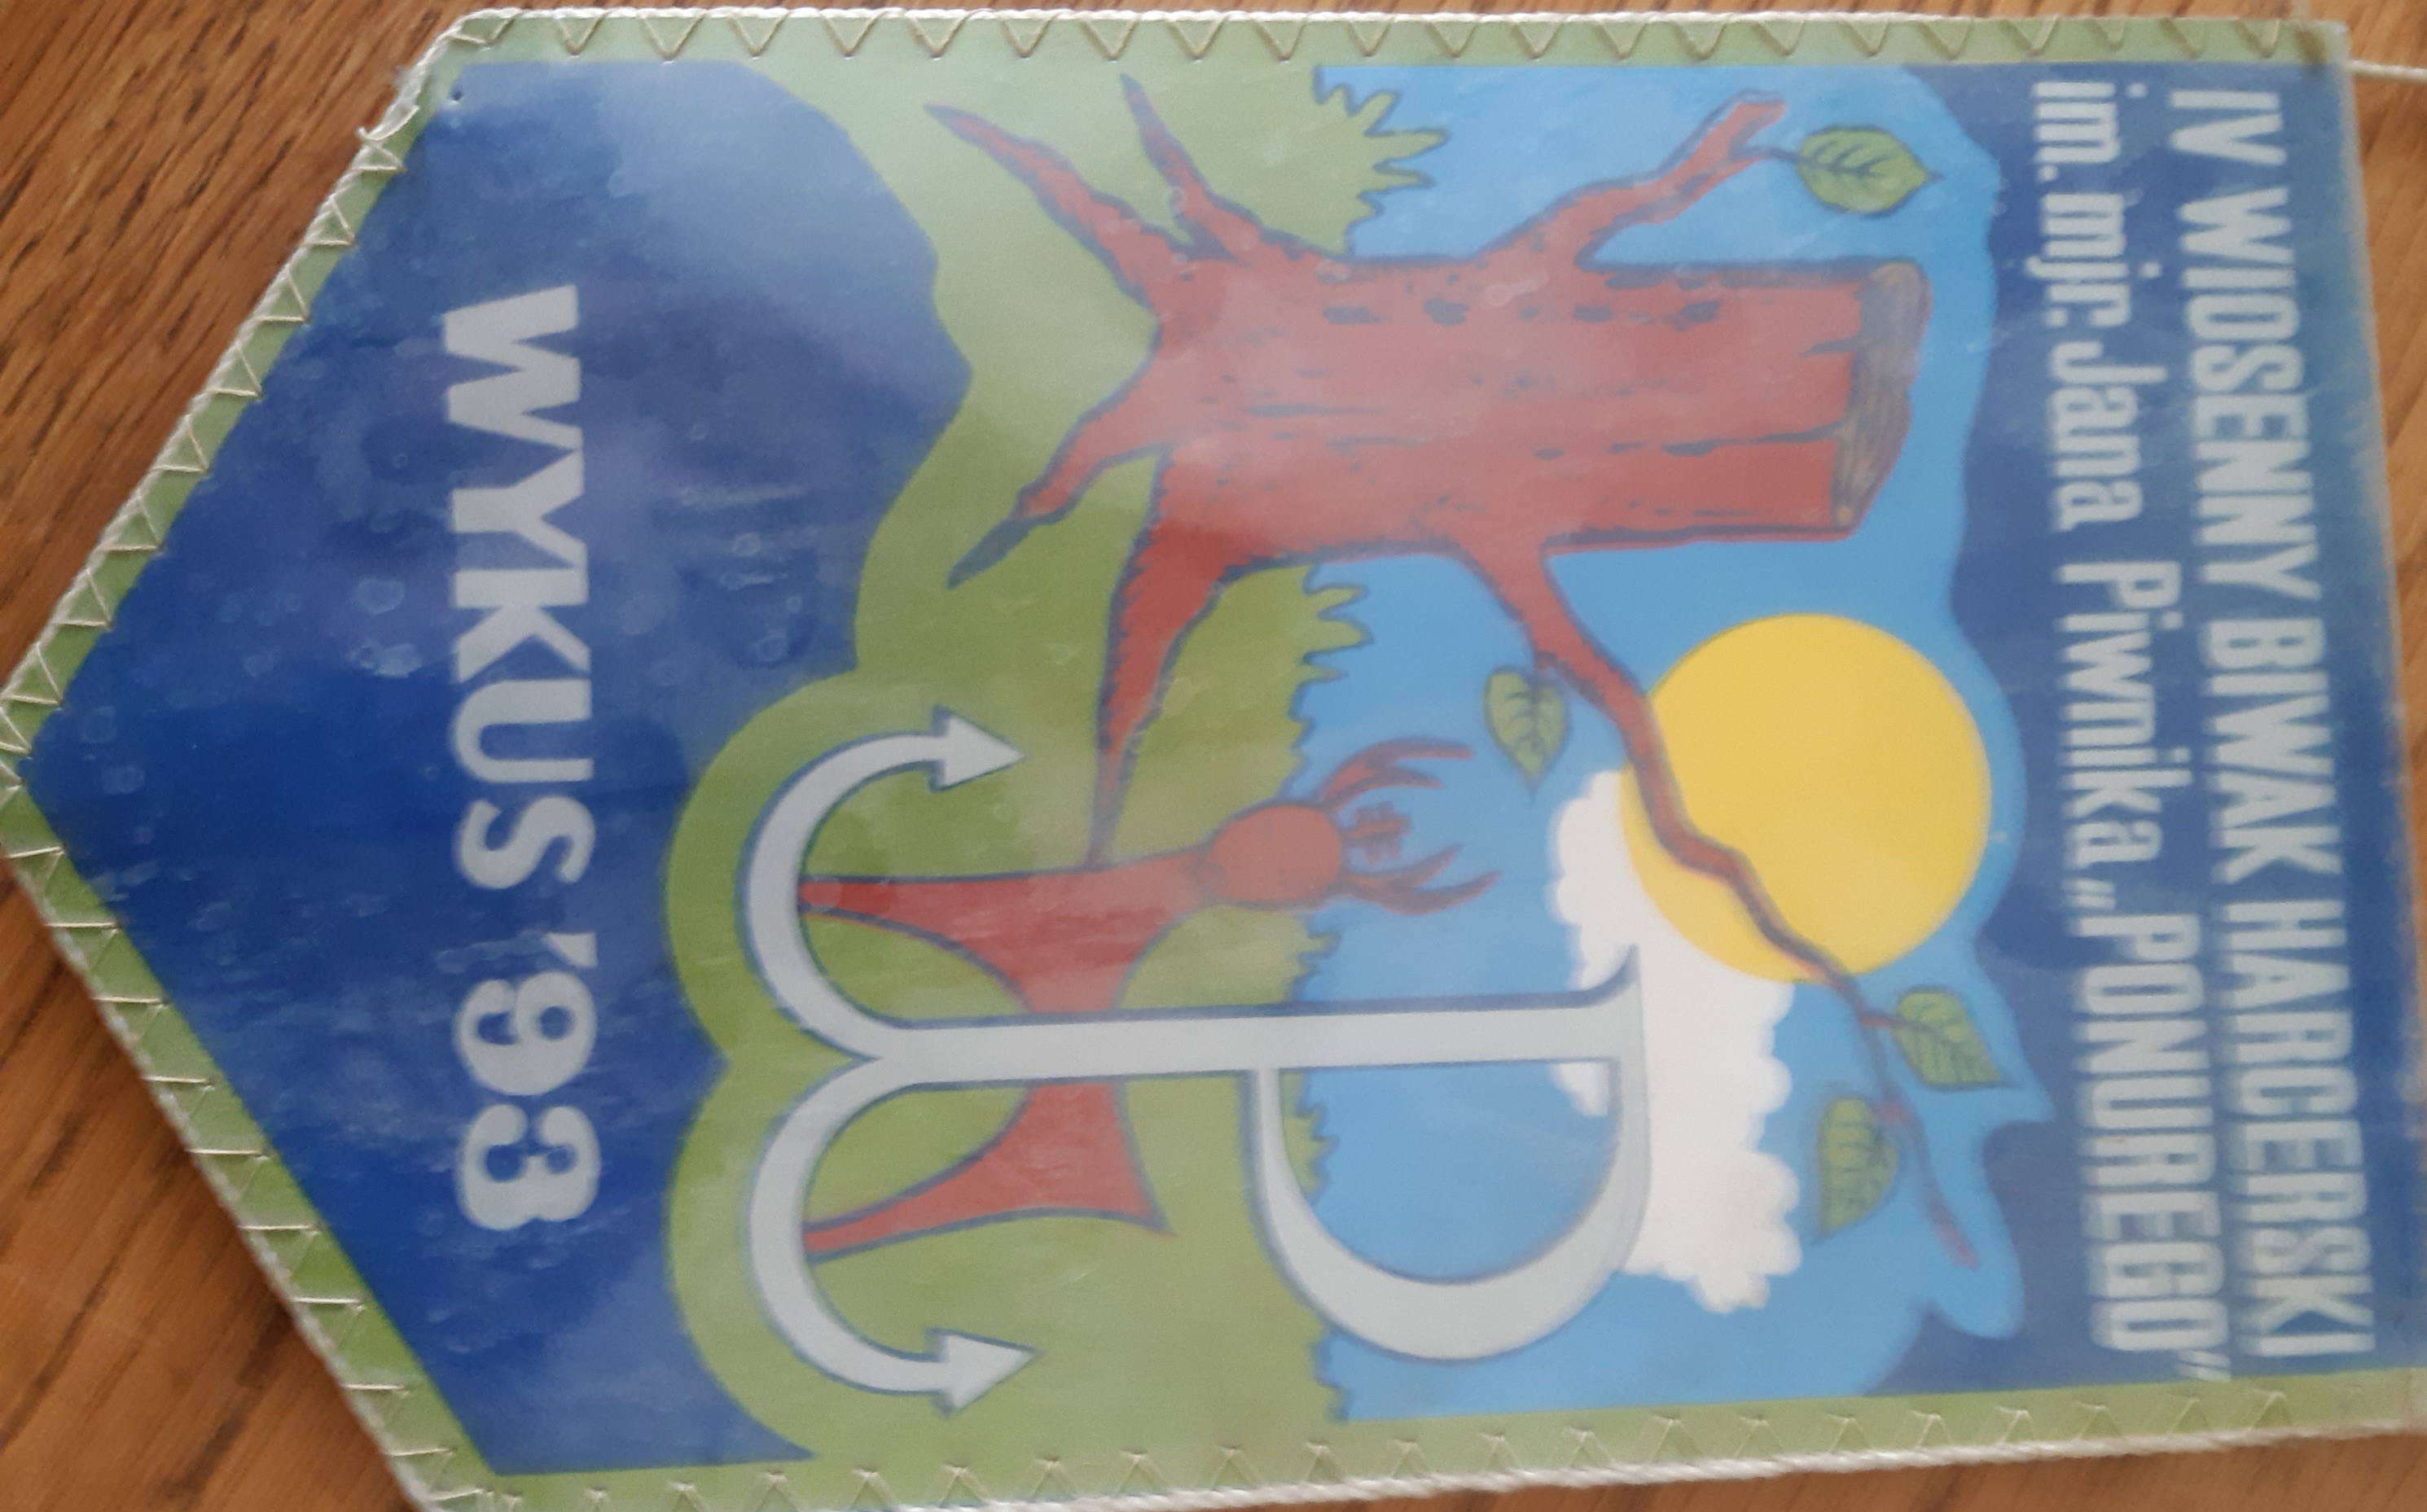 IV WIOSENNY BIWAK HARCERSKI
im. mjr. Jana Piwnika „PONUREGO”
P
WYKUS '93